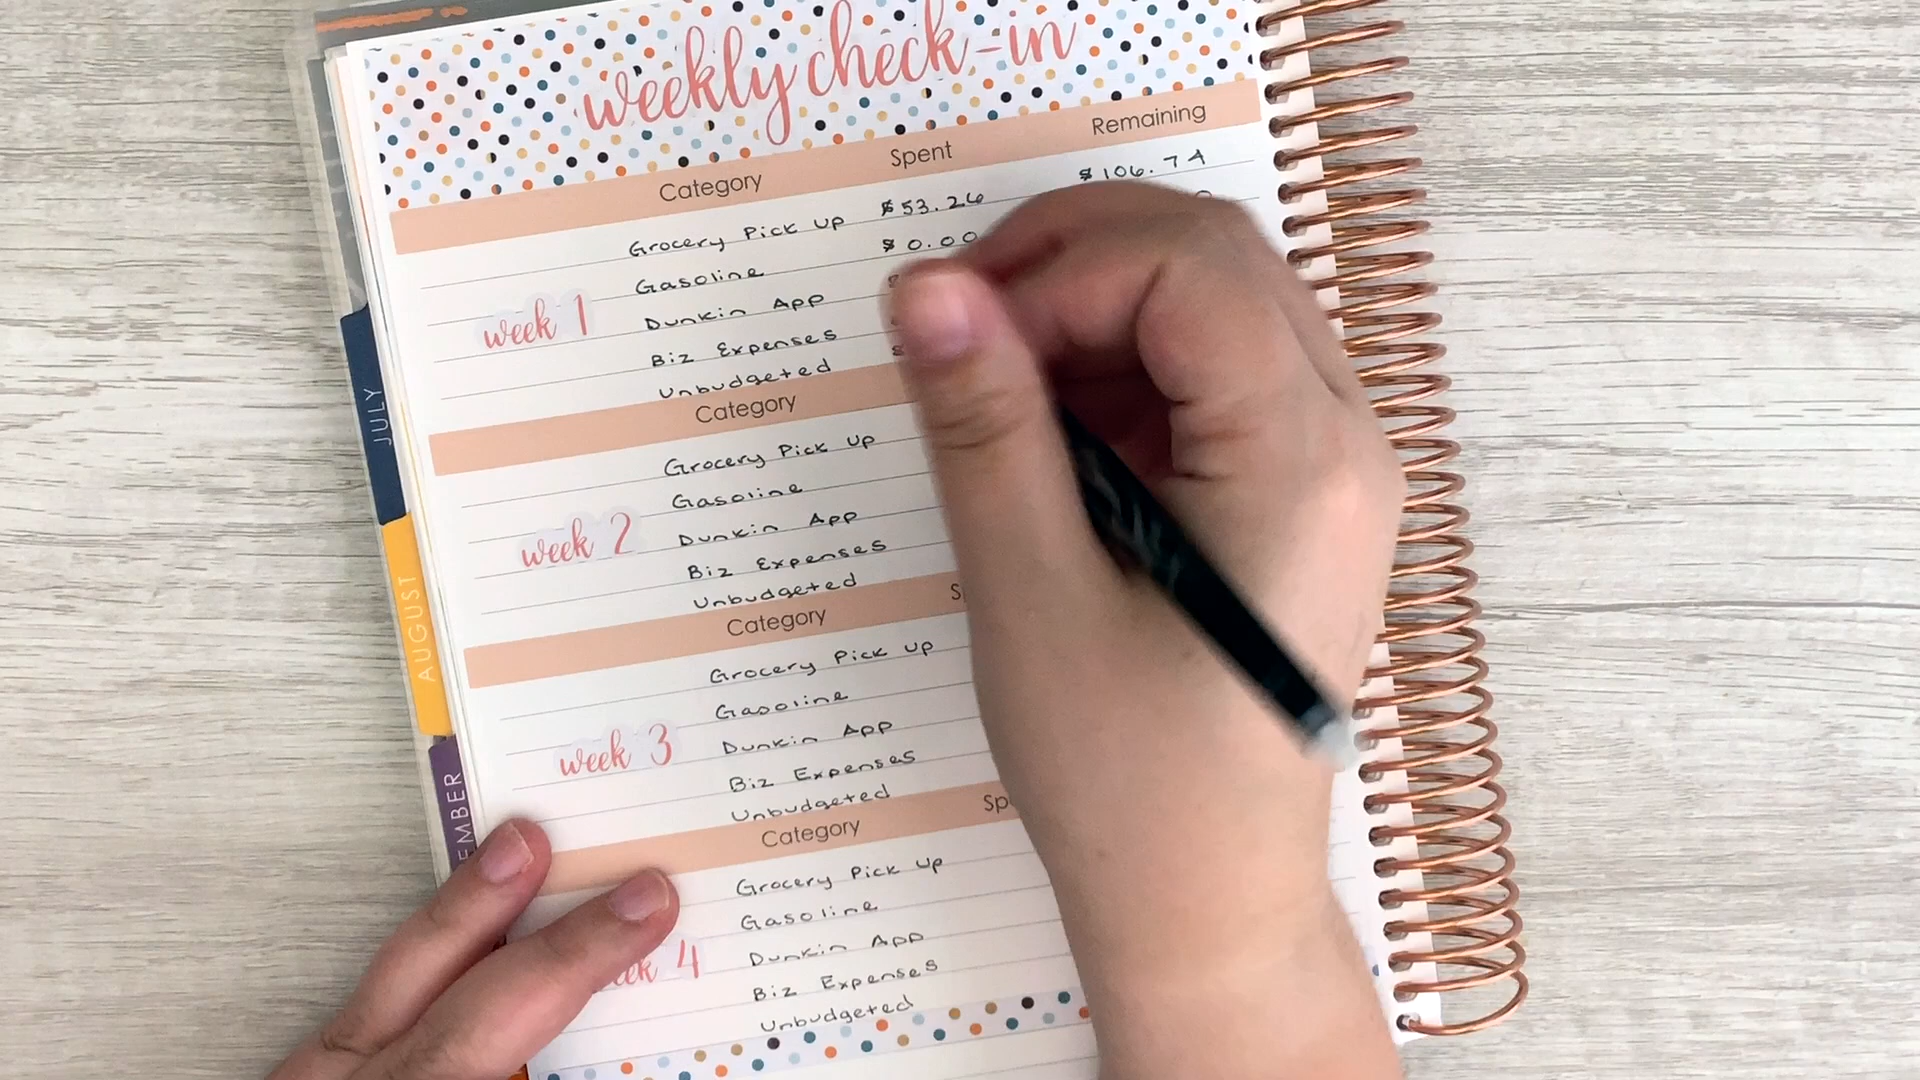 weekly check-in
Category Spent Remaining
Grocery Pick Up $53.26 $106.74
Gasoline $0.00
week 1
Dunkin App
Biz Expenses
Unbudgeted
Category
Grocery Pick Up
Gasoline
week 2
Dunkin App
Biz Expenses
Unbudgeted
Category
Grocery Pick Up
Gasoline
week 3
Dunkin App
Biz Expenses
Unbudgeted
Category
Grocery Pick Up
Gasoline
4
Dunkin App
Biz Expenses
Unbudgeted
JULY
AUGUST
EMBER